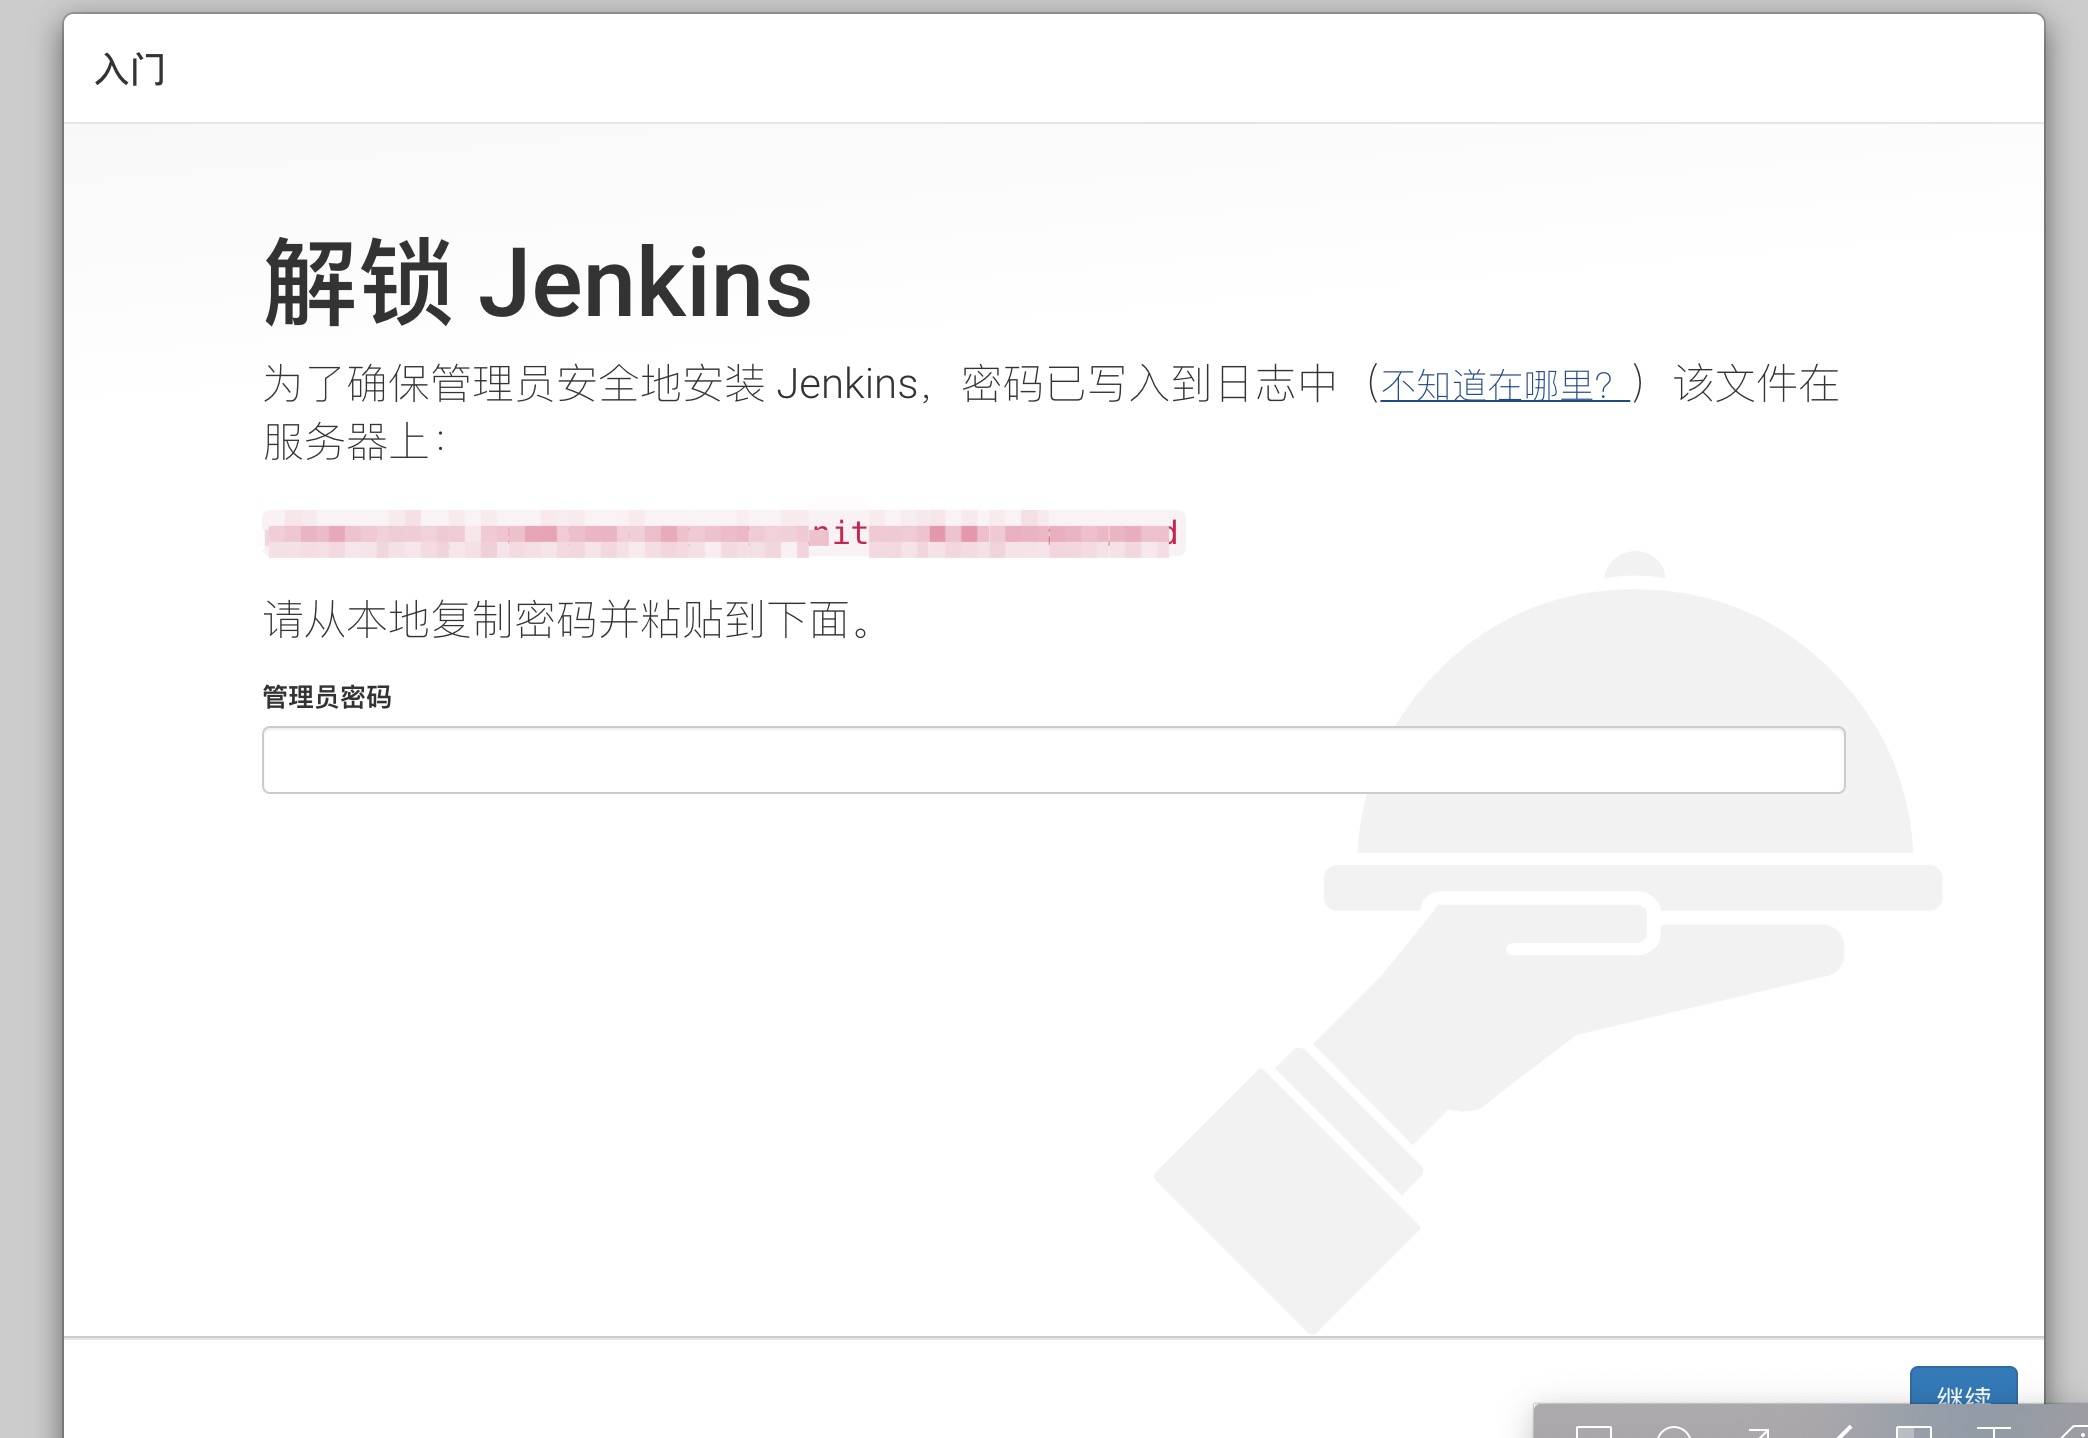 入门
解锁 Jenkins
为了确保管理员安全地安装 Jenkins，密码已写入到日志中（不知道在哪里？）该文件在
服务器上：
请从本地复制密码并粘贴到下面。
管理员密码
继续